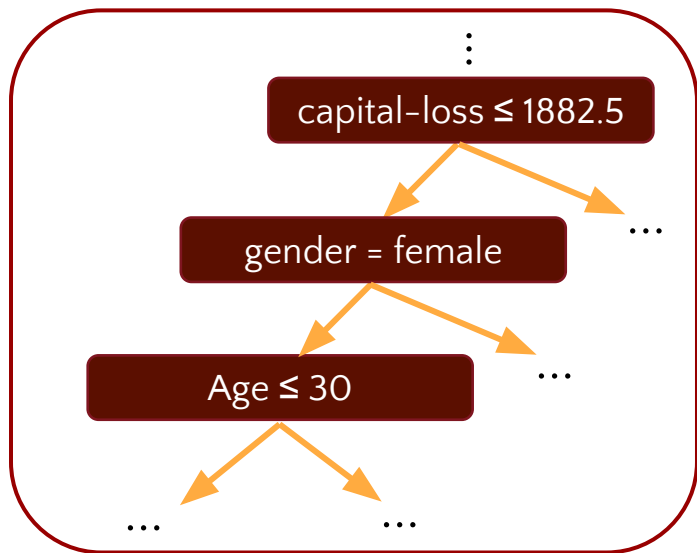 ⋮
capital-loss ≤ 1882.5
...
gender = female
...
Age ≤ 30
...
...